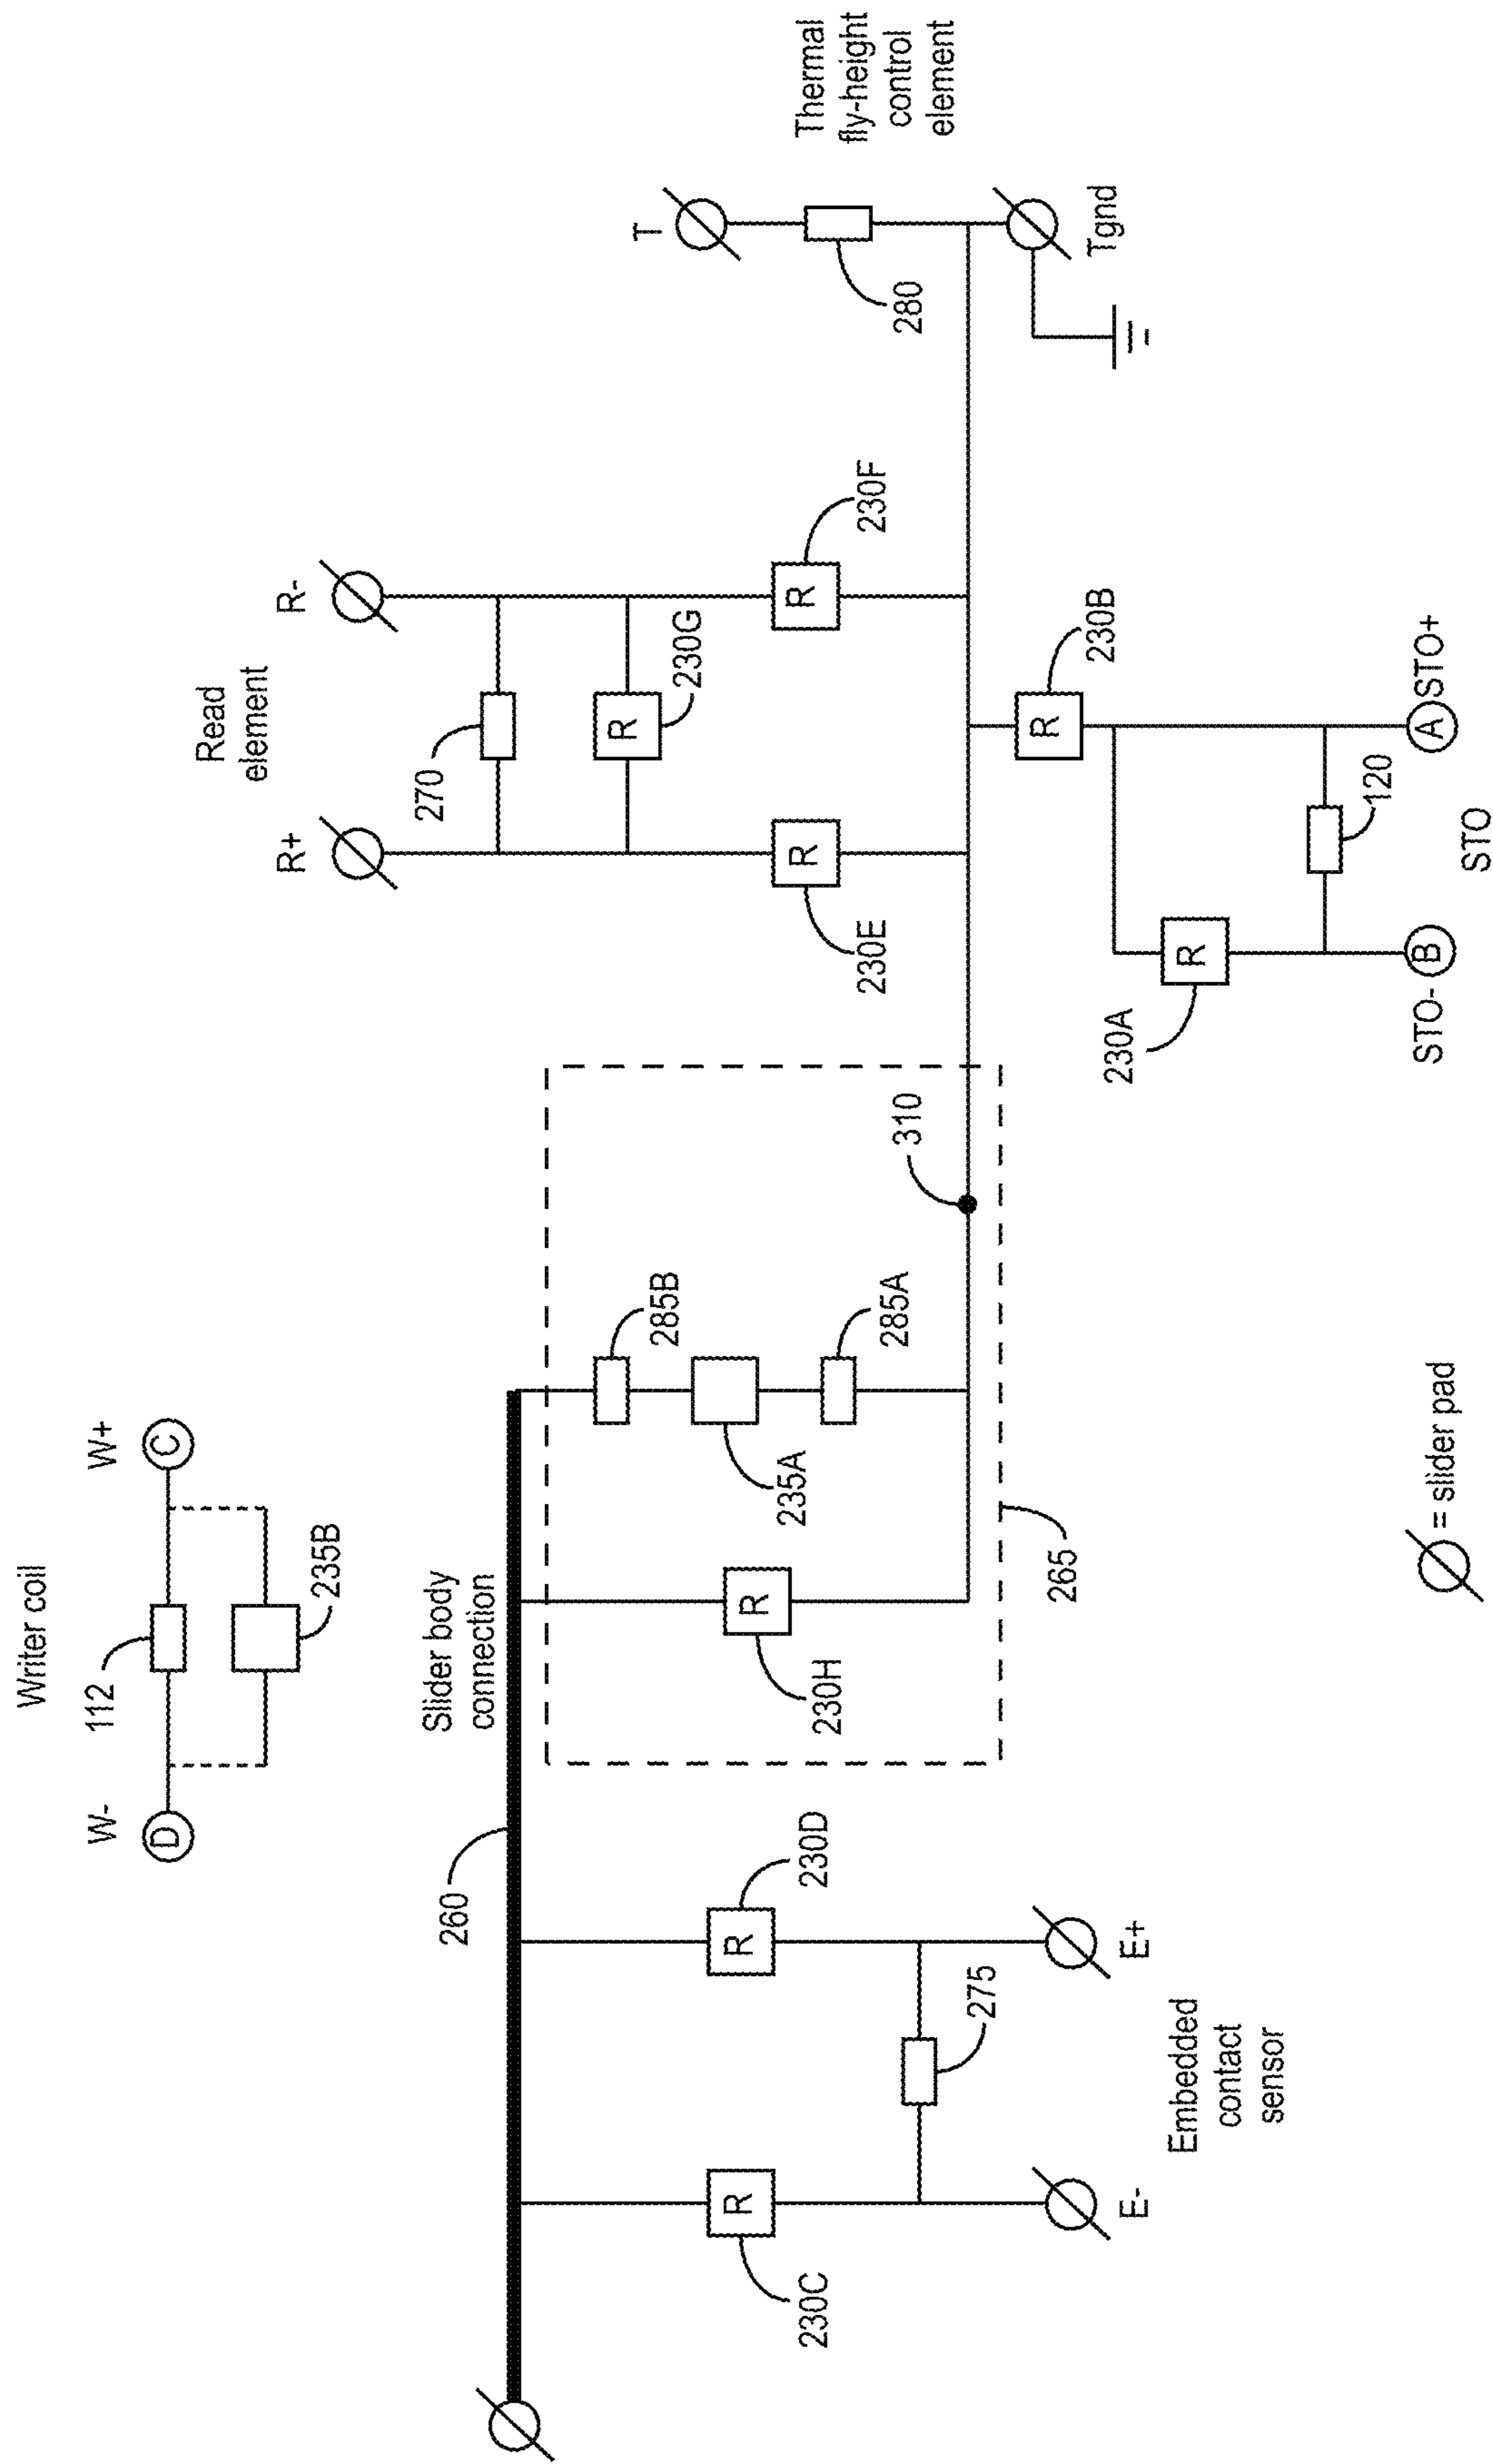 Writer coil
W-
112
W+
D
C
235B
Slider body
connection
260
230C
R
230D
R
275
E-
E+
Embedded
contact
sensor
230H
R
235A
285B
285A
310
265
Read
element
R+
R-
270
R
230G
R
230E
R
230F
R
230B
R
230A
120
B
A
STO-
STO+
STO
T
280
Tgnd
Thermal
fly-height
control
element
= slider pad